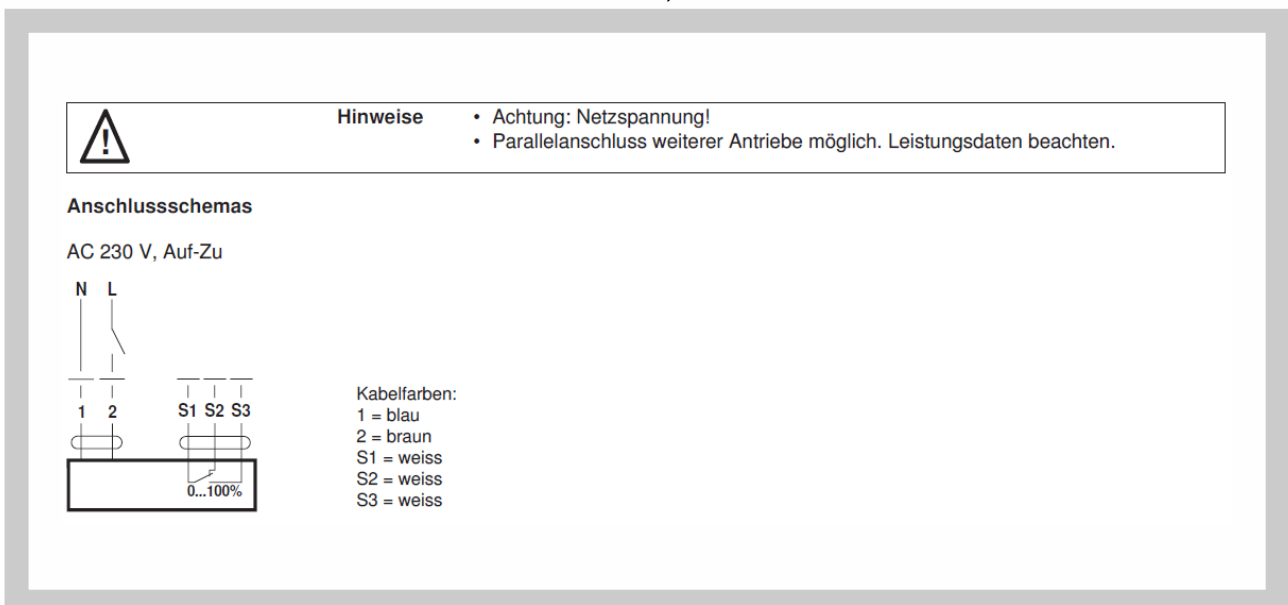 Hinweise
• Achtung: Netzspannung!
• Parallelanschluss weiterer Antriebe möglich. Leistungsdaten beachten.
Anschlussschemas
AC 230 V, Auf-Zu
N L
1 2 S1 S2 S3
0...100%
Kabelfarben:
1 = blau
2 = braun
S1 = weiss
S2 = weiss
S3 = weiss